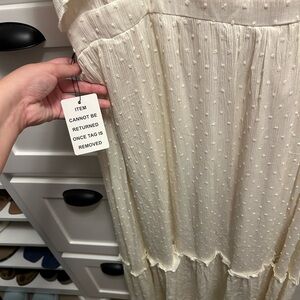 ITEM
CANNOT BE
RETURNED
ONCE TAG IS
REMOVED